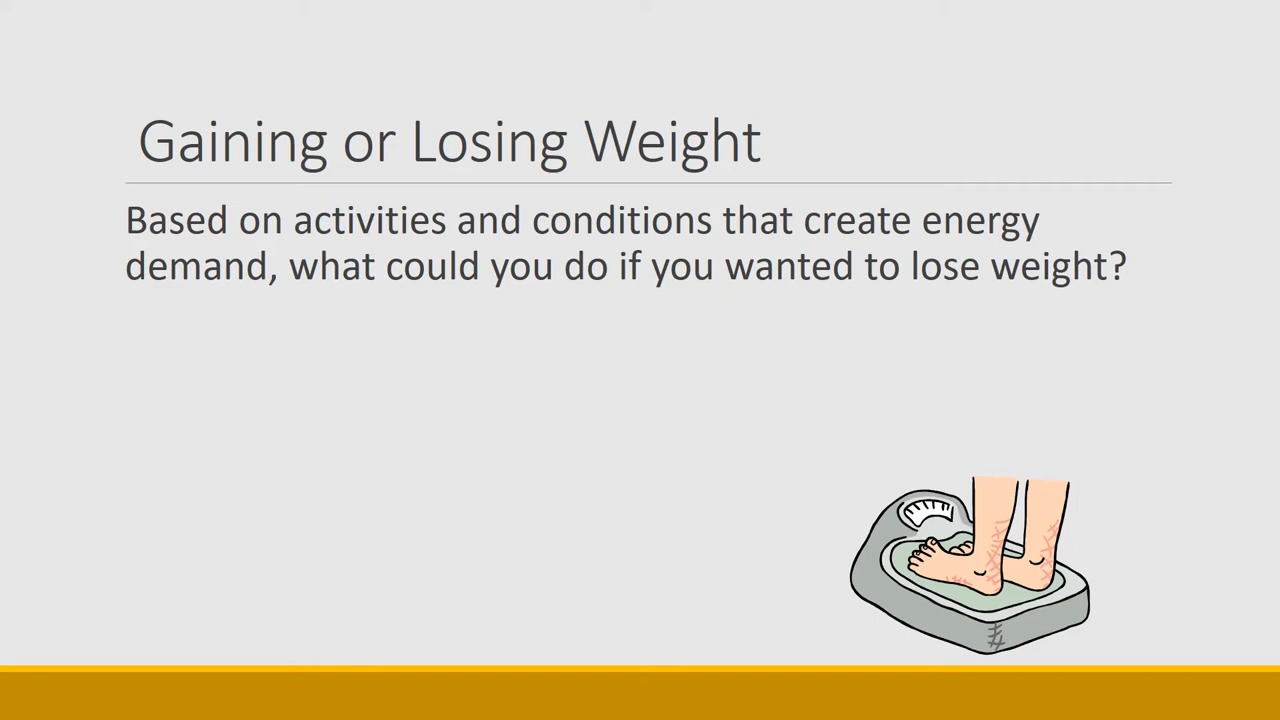 Gaining or Losing Weight
Based on activities and conditions that create energy
demand, what could you do if you wanted to lose weight?